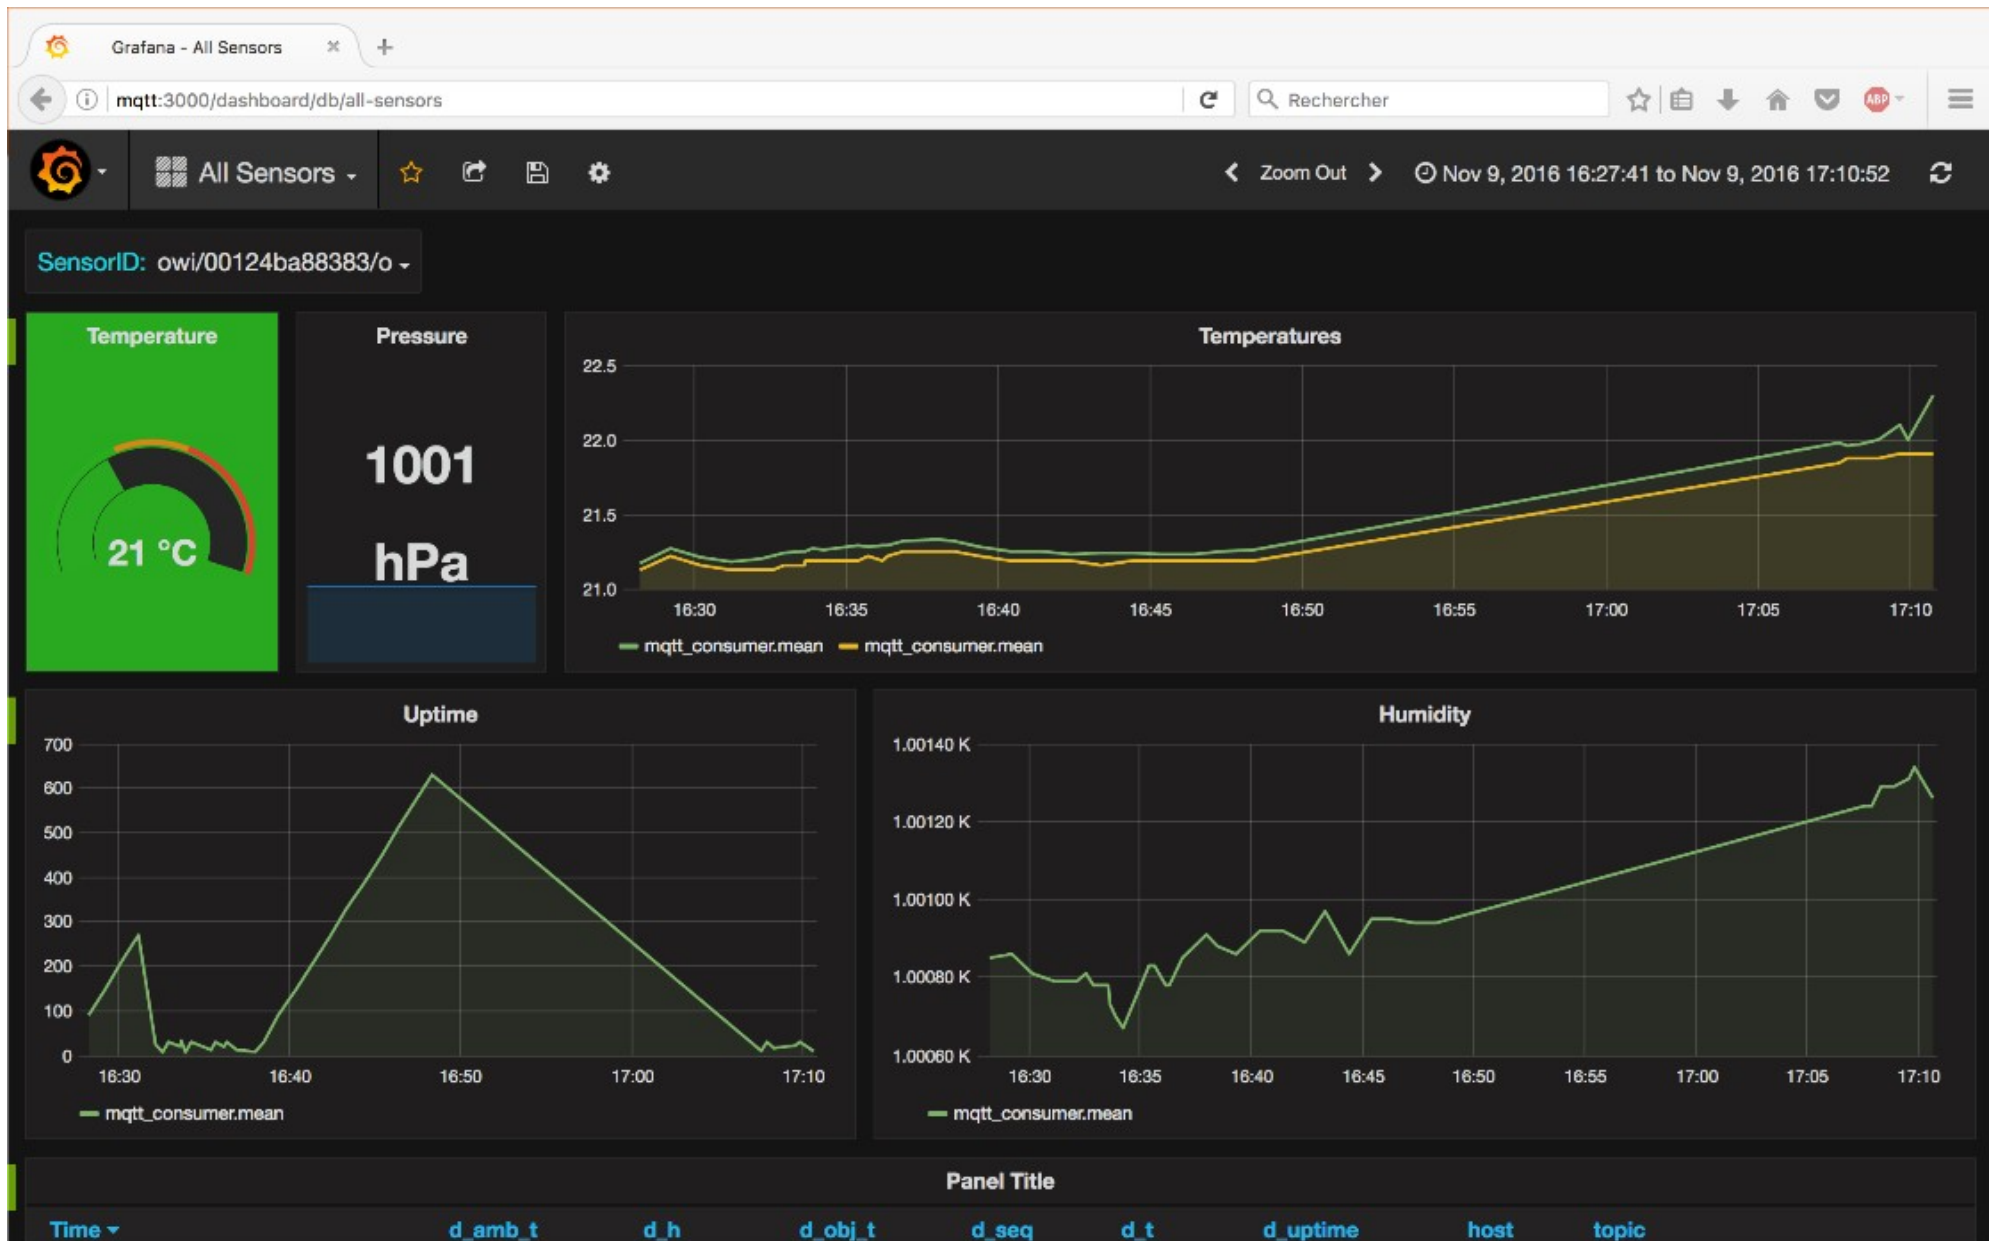 Grafana - All Sensors
mqtt:3000/dashboard/db/all-sensors
Rechercher
ABP
All Sensors
Zoom Out
Nov 9, 2016 16:27:41 to Nov 9, 2016 17:10:52
SensorID: owi/00124ba88383/o
Temperature
21 °C
Pressure
1001
hPa
Temperatures
22.5
22.0
21.5
21.0
16:30 16:35 16:40 16:45 16:50 16:55 17:00 17:05 17:10
mqtt_consumer.mean mqtt_consumer.mean
Uptime
700
600
500
400
300
200
100
0
16:30 16:40 16:50 17:00 17:10
mqtt_consumer.mean
Humidity
1.00140 K
1.00120 K
1.00100 K
1.00080 K
1.00060 K
16:30 16:35 16:40 16:45 16:50 16:55 17:00 17:05 17:10
mqtt_consumer.mean
Panel Title
Time d_amb_t d_h d_obj_t d_seq d_t d_uptime host topic